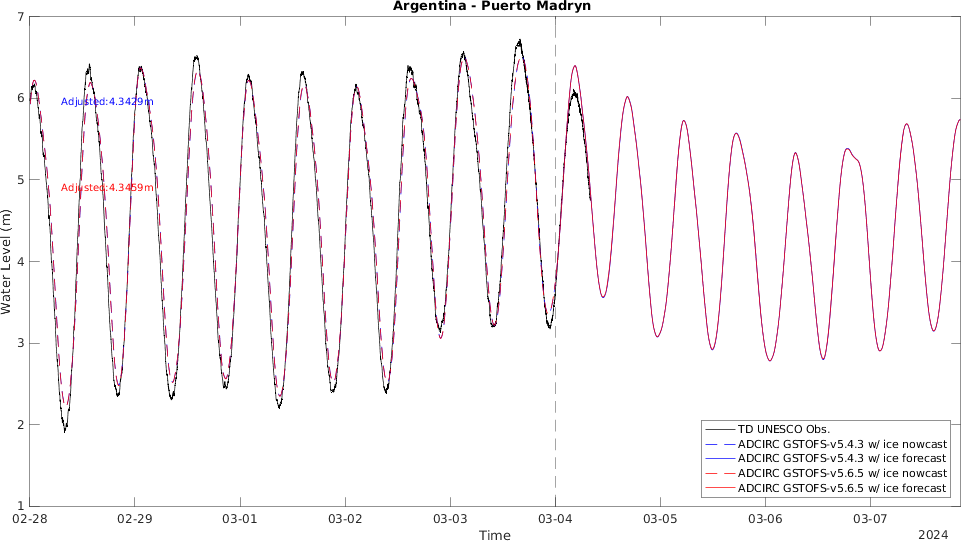 Argentina - Puerto Madryn
7
6
5
4
3
2
1
Water Level (m)
Adjusted:4.3429m
Adjusted:4.3459m
TD UNESCO Obs.
ADCIRC GSTOFS-v5.4.3 w/ ice nowcast
ADCIRC GSTOFS-v5.4.3 w/ ice forecast
ADCIRC GSTOFS-v5.6.5 w/ ice nowcast
ADCIRC GSTOFS-v5.6.5 w/ ice forecast
02-28 02-29 03-01 03-02 03-03 03-04 03-05 03-06 03-07
Time
2024